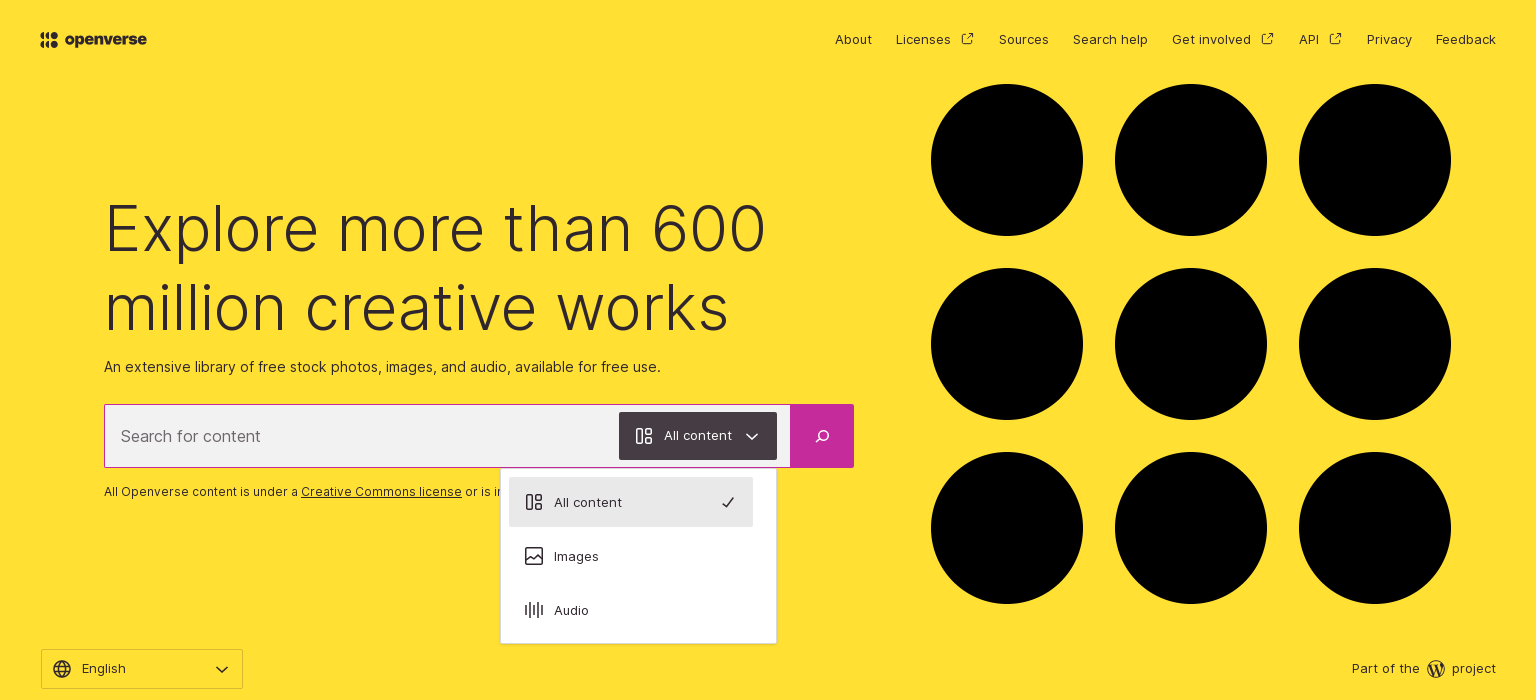 openverse
About Licenses Sources Search help Get involved API Privacy Feedback
Explore more than 600
million creative works
An extensive library of free stock photos, images, and audio, available for free use.
Search for content All content
All Openverse content is under a Creative Commons license or is
All content
Images
Audio
English
Part of the project